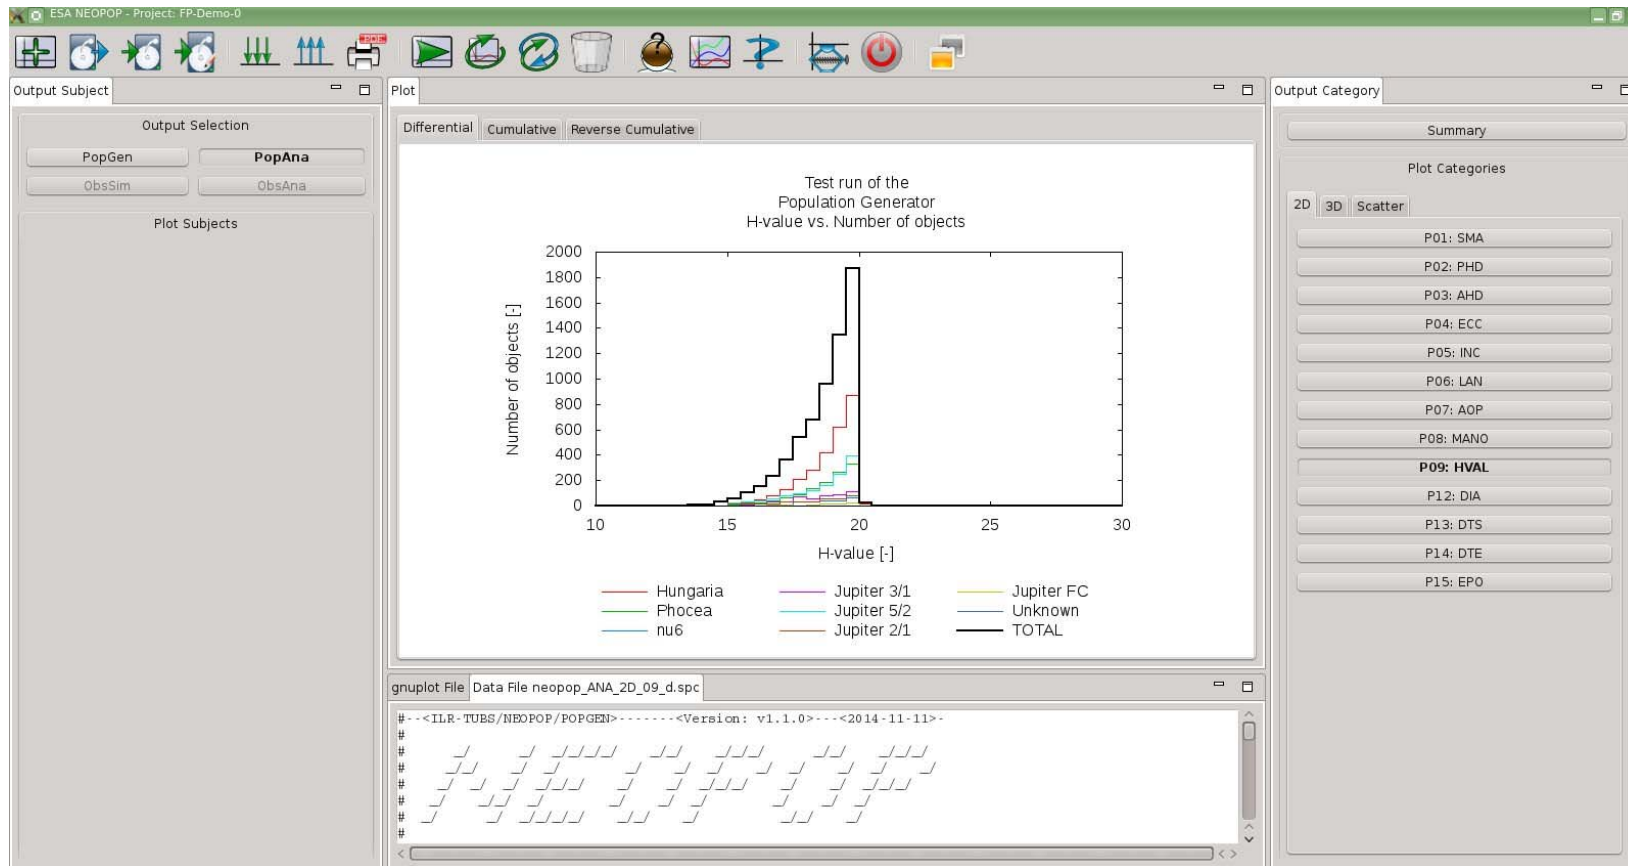 ESA NEOPOP - Project: FP-Demo-0
PDF
Output Subject
Output Selection
PopGen
PopAna
ObsSim
ObsAna
Plot Subjects
Plot
Differential
Cumulative
Reverse Cumulative
Test run of the
Population Generator
H-value vs. Number of objects
Number of objects [-]
2000
1800
1600
1400
1200
1000
800
600
400
200
0
10
15
20
25
30
H-value [-]
Hungaria
Phocea
nu6
Jupiter 3/1
Jupiter 5/2
Jupiter 2/1
Jupiter FC
Unknown
TOTAL
gnuplot File
Data File neopop_ANA_2D_09_d.spc
#--<ILR-TUBS/NEOPOP/POPGEN>-------<Version: v1.1.0>---<2014-11-11>-
#
# NEOPOP
#
#
#
#
#
Output Category
Summary
Plot Categories
2D
3D
Scatter
P01: SMA
P02: PHD
P03: AHD
P04: ECC
P05: INC
P06: LAN
P07: AOP
P08: MANO
P09: HVAL
P12: DIA
P13: DTS
P14: DTE
P15: EPO